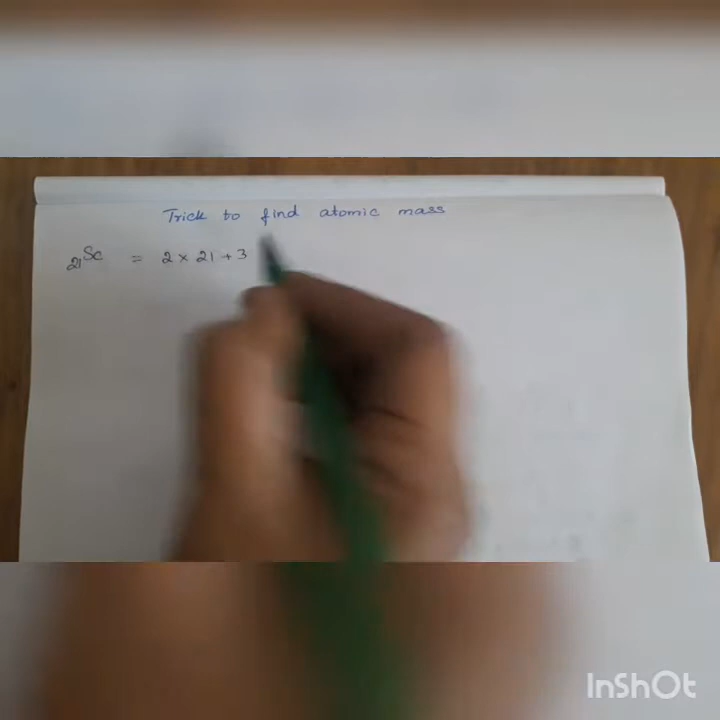 Trick to find atomic mass
21Sc = 2 × 21 + 3
InShOt